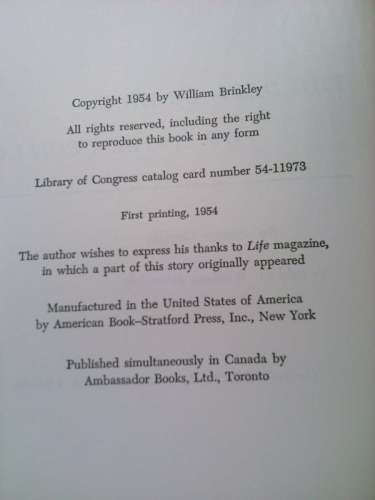 Copyright 1954 by William Brinkley
All rights reserved, including the right
to reproduce this book in any form
Library of Congress catalog card number 54-11973
First printing, 1954
The author wishes to express his thanks to Life magazine,
in which a part of this story originally appeared
Manufactured in the United States of America
by American Book–Stratford Press, Inc., New York
Published simultaneously in Canada by
Ambassador Books, Ltd., Toronto